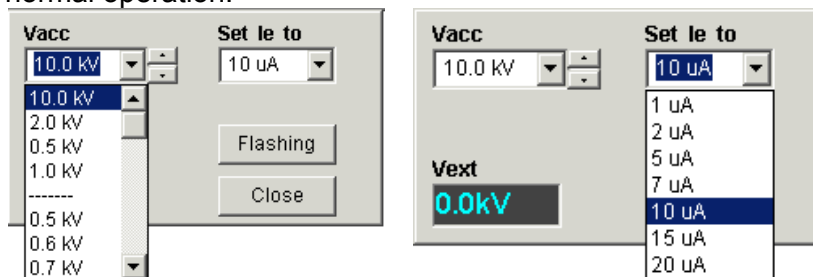 normal operation.
Vacc
Set Ie to
10.0 kV
10 uA
10.0 kV
2.0 kV
0.5 kV
1.0 kV
-------
0.5 kV
0.6 kV
0.7 kV
Flashing
Close
Vacc
Set Ie to
10.0 kV
10 uA
1 uA
2 uA
5 uA
7 uA
10 uA
15 uA
20 uA
Vext
0.0kV